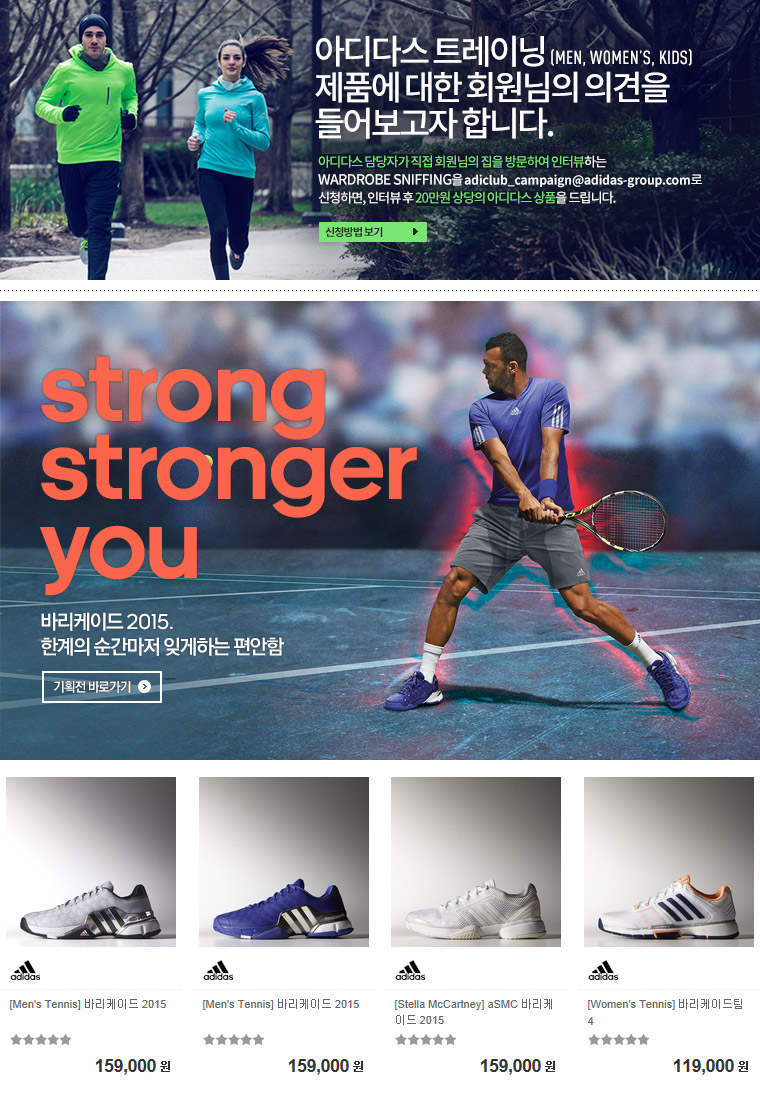 아디다스 트레이닝 (MEN, WOMEN'S, KIDS)
제품에 대한 회원님의 의견을
들어보고자 합니다.
아디다스 담당자가 직접 회원님의 집을 방문하여 인터뷰하는
WARDROBE SNIFFING을 adiclub_campaign@adidas-group.com로
신청하면, 인터뷰 후 20만원 상당의 아디다스 상품을 드립니다.
신청방법 보기
strong
stronger
you
바리케이드 2015.
한계의 순간마저 잊게하는 편안함
기획전 바로가기
adidas
adidas
adidas
adidas
[Men's Tennis] 바리케이드 2015
[Men's Tennis] 바리케이드 2015
[Stella McCartney] aSMC 바리케
이드 2015
[Women's Tennis] 바리케이드팀
4
159,000 원
159,000 원
159,000 원
119,000 원